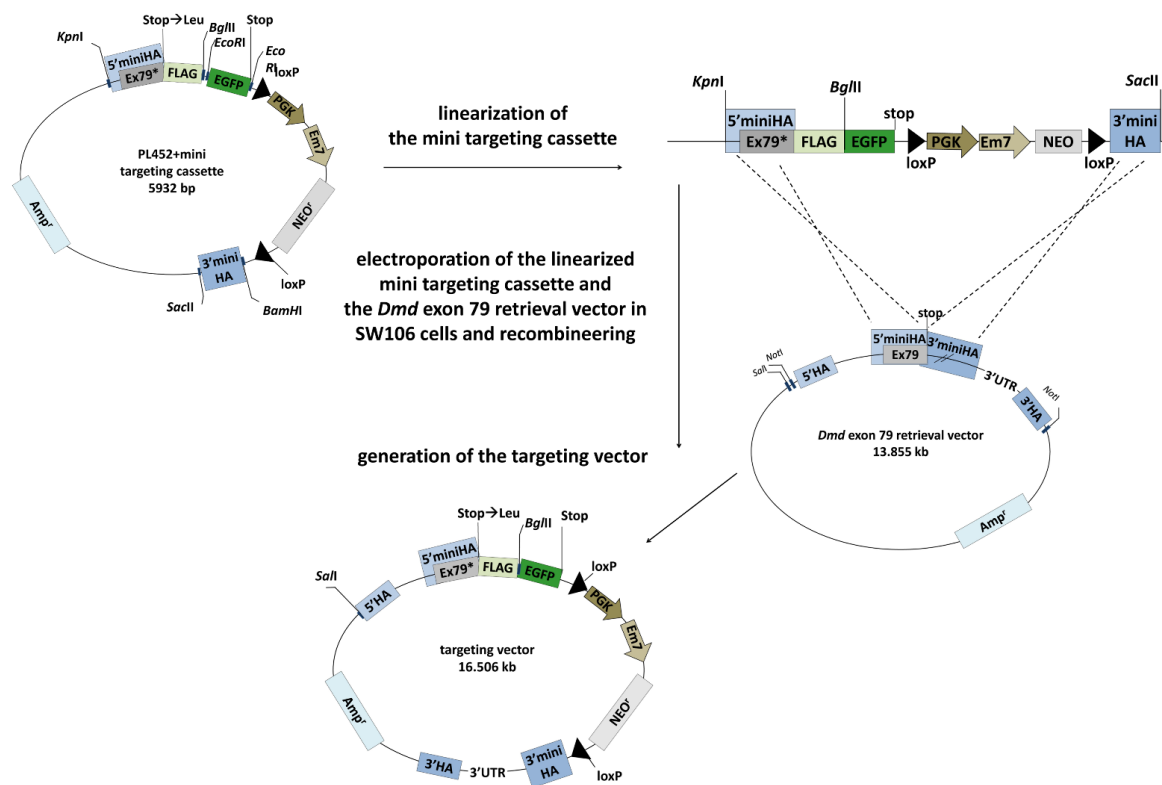 Stop→Leu
BglII
Stop
KpnI
EcoRI
Eco
RI
5'miniHA
Ex79*
FLAG
EGFP
loxP
PGK
Em7
PL452+mini
targeting cassette
5932 bp
Ampʳ
NEOʳ
3'mini
HA
loxP
SacII
BamHI
linearization of
the mini targeting cassette
electroporation of the linearized
mini targeting cassette and
the Dmd exon 79 retrieval vector in
SW106 cells and recombineering
generation of the targeting vector
KpnI
BglII
SacII
stop
5'miniHA
Ex79*
FLAG
EGFP
loxP
PGK
Em7
NEO
loxP
3'mini
HA
stop
5'miniHA
Ex79
3'miniHA
NotI
SalI
5'HA
3'UTR
3'HA
NotI
Dmd exon 79 retrieval vector
13.855 kb
Ampʳ
Stop→Leu
BglII
Stop
5'miniHA
Ex79*
FLAG
EGFP
loxP
PGK
Em7
SalI
5'HA
targeting vector
16.506 kb
Ampʳ
NEOʳ
3'HA
3'UTR
3'mini
HA
loxP